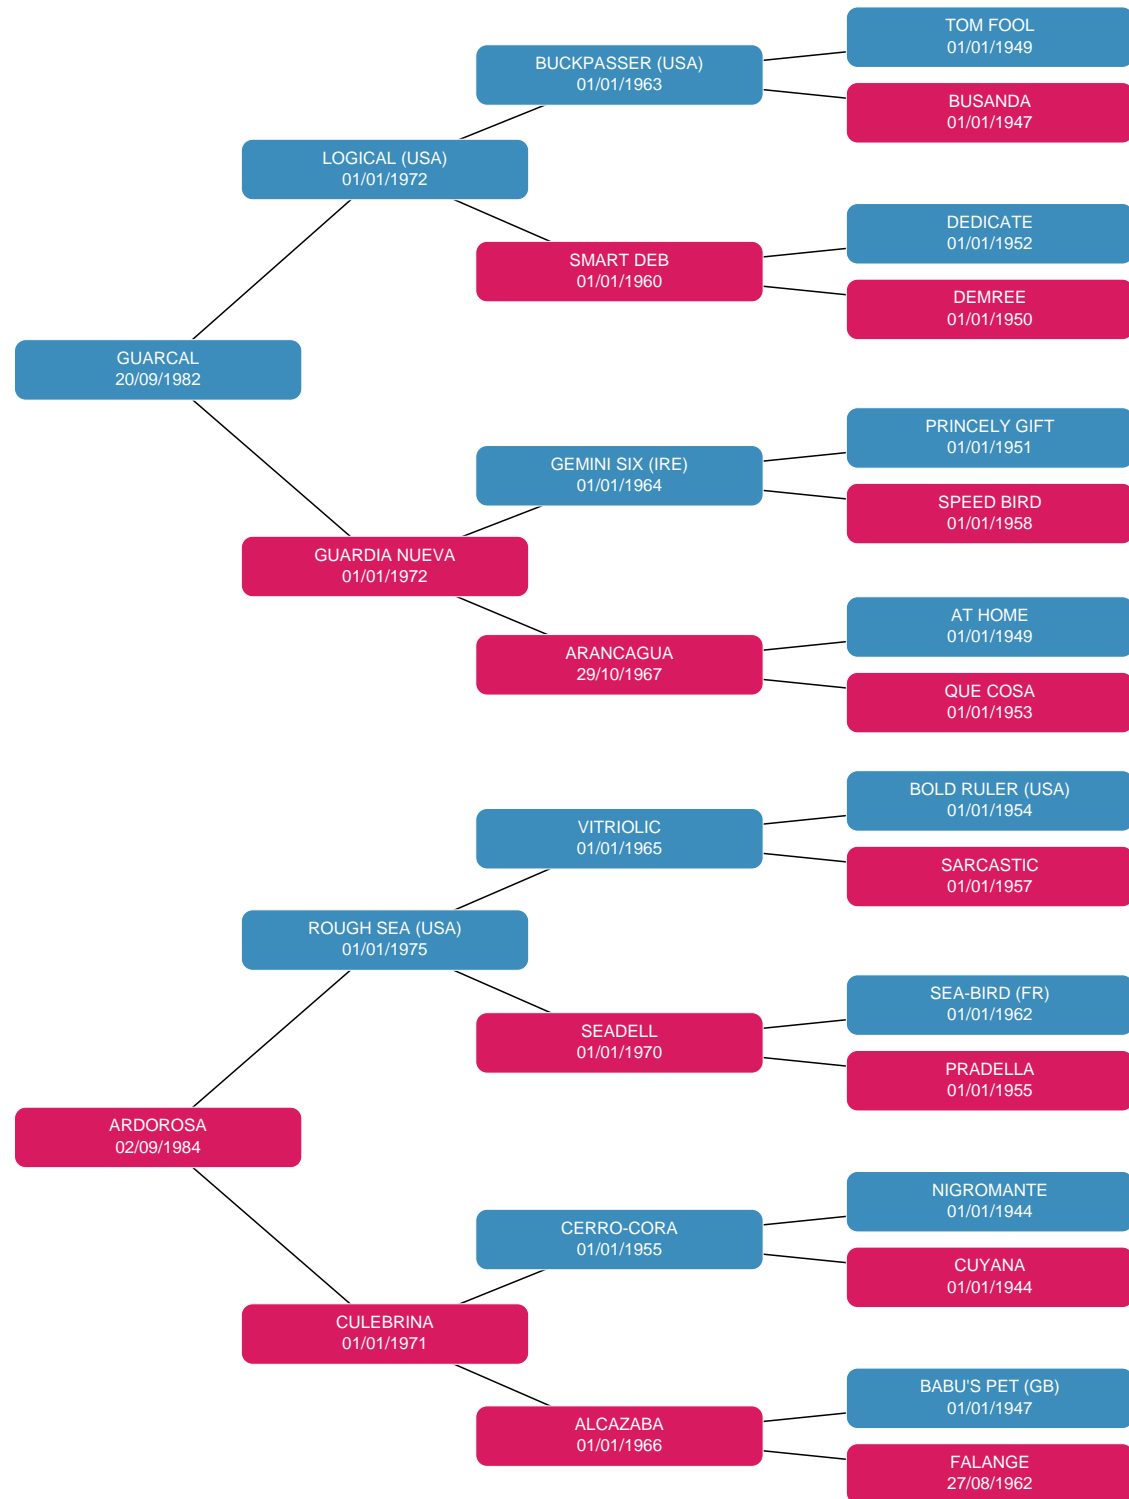 TOM FOOL
01/01/1949
BUCKPASSER (USA)
01/01/1963
BUSANDA
01/01/1947
LOGICAL (USA)
01/01/1972
DEDICATE
01/01/1952
SMART DEB
01/01/1960
DEMREE
01/01/1950
GUARCAL
20/09/1982
PRINCELY GIFT
01/01/1951
GEMINI SIX (IRE)
01/01/1964
SPEED BIRD
01/01/1958
GUARDIA NUEVA
01/01/1972
AT HOME
01/01/1949
ARANCAGUA
29/10/1967
QUE COSA
01/01/1953
BOLD RULER (USA)
01/01/1954
VITRIOLIC
01/01/1965
SARCASTIC
01/01/1957
ROUGH SEA (USA)
01/01/1975
SEA-BIRD (FR)
01/01/1962
SEADELL
01/01/1970
PRADELLA
01/01/1955
ARDOROSA
02/09/1984
NIGROMANTE
01/01/1944
CERRO-CORA
01/01/1955
CUYANA
01/01/1944
CULEBRINA
01/01/1971
BABU'S PET (GB)
01/01/1947
ALCAZABA
01/01/1966
FALANGE
27/08/1962